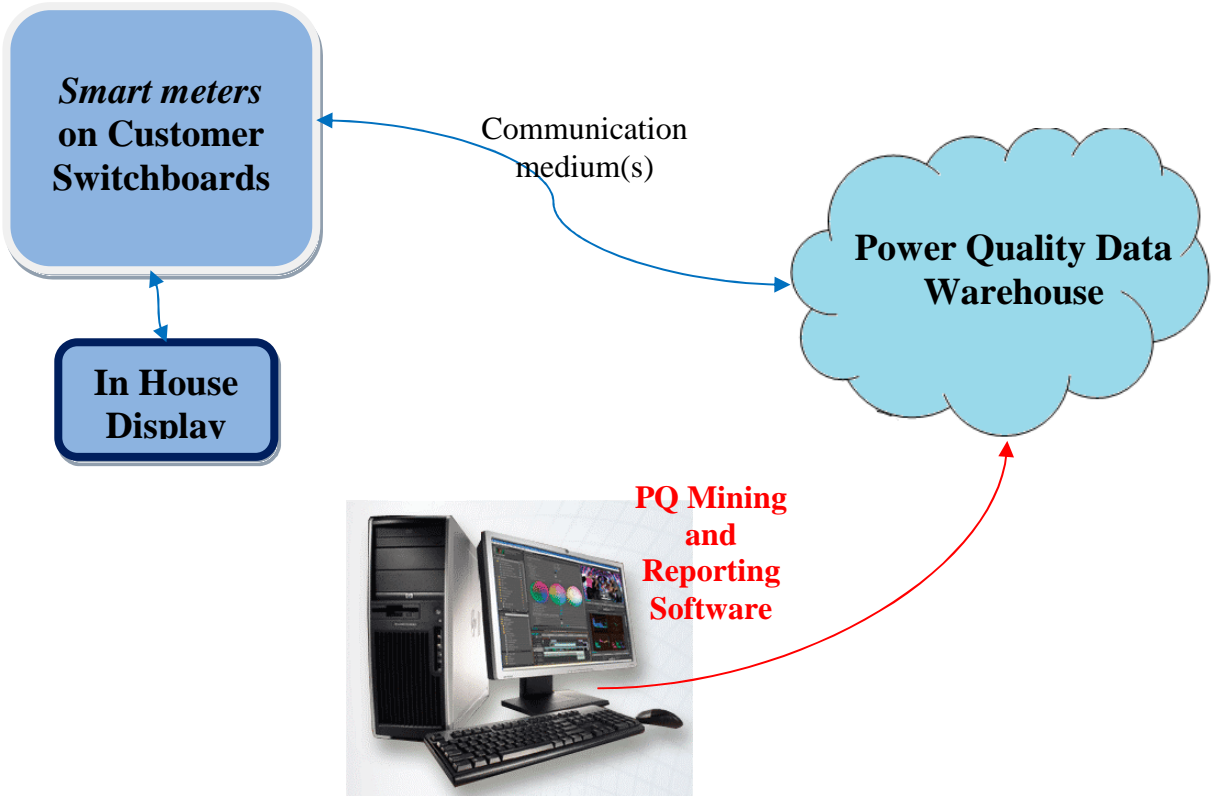 Smart meters
on Customer
Switchboards
Communication
medium(s)
Power Quality Data
Warehouse
In House
Display
PQ Mining
and
Reporting
Software